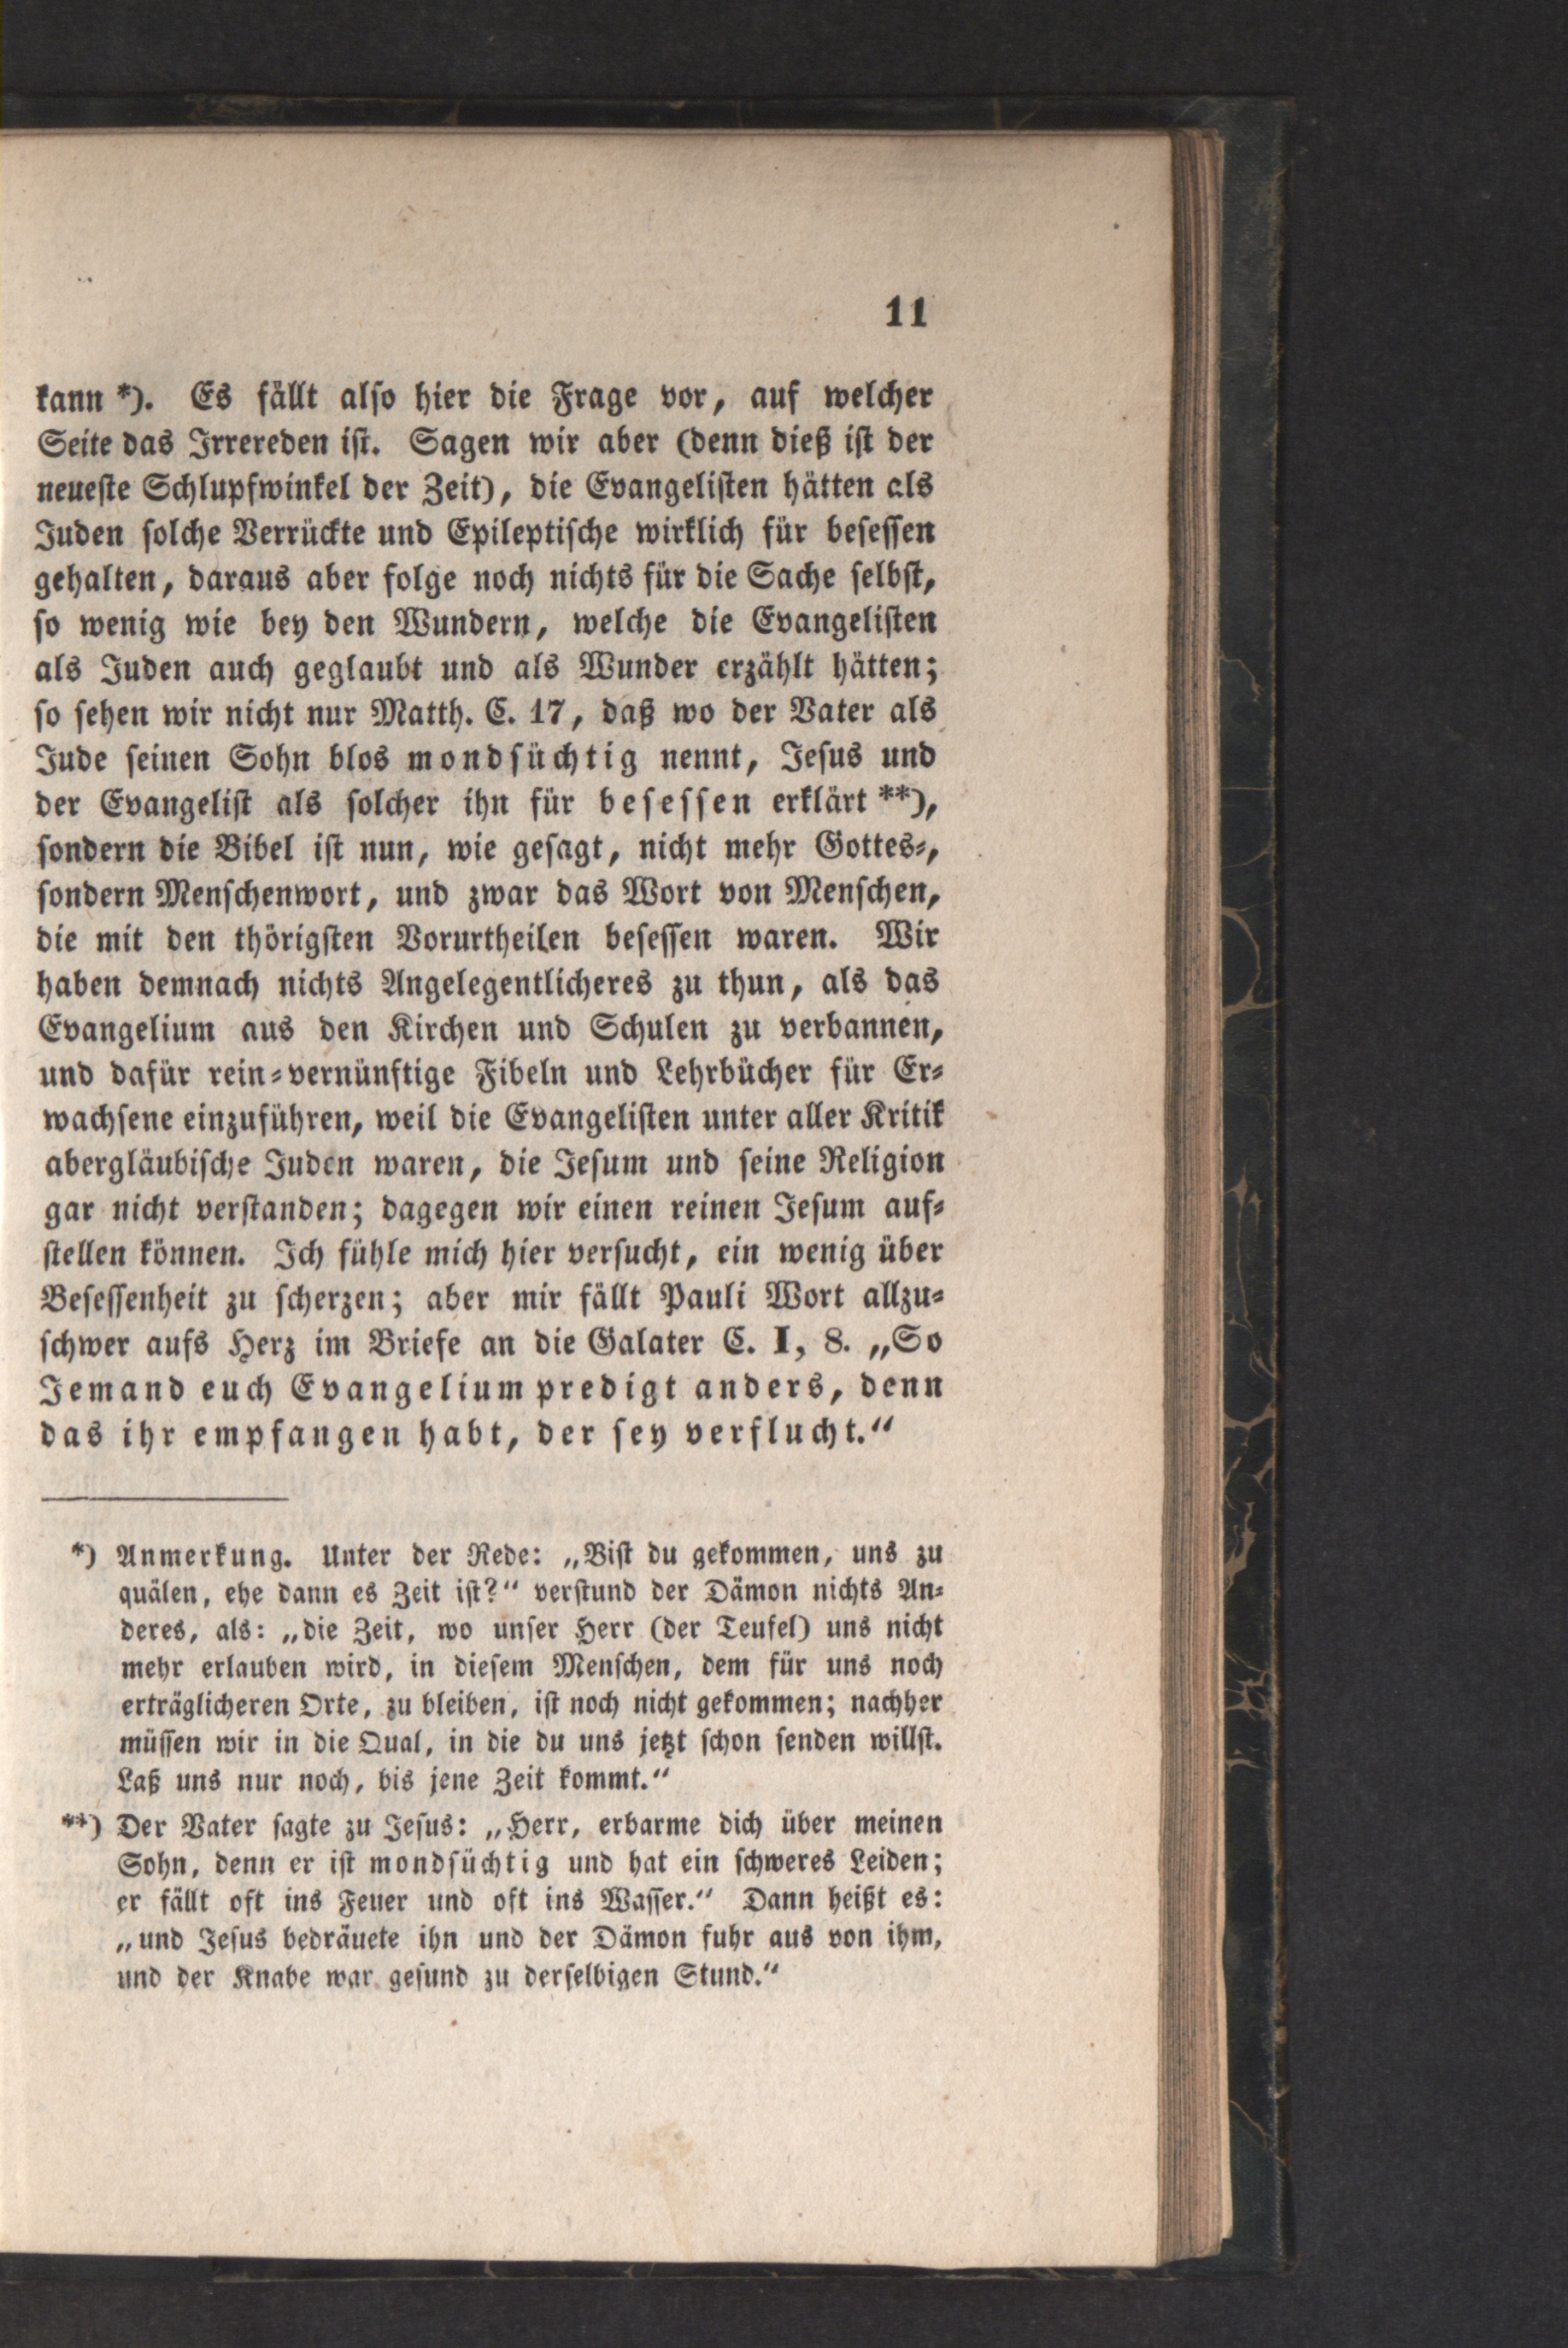 11
kann *). Es fällt also hier die Frage vor, auf welcher
Seite das Irrereden ist. Sagen wir aber (denn dieß ist der
neueste Schlupfwinkel der Zeit), die Evangelisten hätten als
Juden solche Verrückte und Epileptische wirklich für besessen
gehalten, daraus aber folge noch nichts für die Sache selbst,
so wenig wie bey den Wundern, welche die Evangelisten
als Juden auch geglaubt und als Wunder erzählt hätten;
so sehen wir nicht nur Matth. C. 17, daß wo der Vater als
Jude seinen Sohn blos mondsüchtig nennt, Jesus und
der Evangelist als solcher ihn für besessen erklärt **),
sondern die Bibel ist nun, wie gesagt, nicht mehr Gottes-,
sondern Menschenwort, und zwar das Wort von Menschen,
die mit den thörigsten Vorurtheilen besessen waren. Wir
haben demnach nichts Angelegentlicheres zu thun, als das
Evangelium aus den Kirchen und Schulen zu verbannen,
und dafür rein-vernünftige Fibeln und Lehrbücher für Er-
wachsene einzuführen, weil die Evangelisten unter aller Kritik
abergläubische Juden waren, die Jesum und seine Religion
gar nicht verstanden; dagegen wir einen reinen Jesum auf-
stellen können. Ich fühle mich hier versucht, ein wenig über
Besessenheit zu scherzen; aber mir fällt Pauli Wort allzu-
schwer aufs Herz im Briefe an die Galater C. I, 8. „So
Jemand euch Evangelium predigt anders, denn
das ihr empfangen habt, der sey verflucht.“
*) Anmerkung. Unter der Rede: „Bist du gekommen, uns zu
quälen, ehe dann es Zeit ist?“ verstund der Dämon nichts An-
deres, als: „die Zeit, wo unser Herr (der Teufel) uns nicht
mehr erlauben wird, in diesem Menschen, dem für uns noch
erträglicheren Orte, zu bleiben, ist noch nicht gekommen; nachher
müssen wir in die Qual, in die du uns jetzt schon senden willst.
Laß uns nur noch, bis jene Zeit kommt.“
**) Der Vater sagte zu Jesus: „Herr, erbarme dich über meinen
Sohn, denn er ist mondsüchtig und hat ein schweres Leiden;
er fällt oft ins Feuer und oft ins Wasser.“ Dann heißt es:
„und Jesus bedräuete ihn und der Dämon fuhr aus von ihm,
und der Knabe war gesund zu derselbigen Stund.“